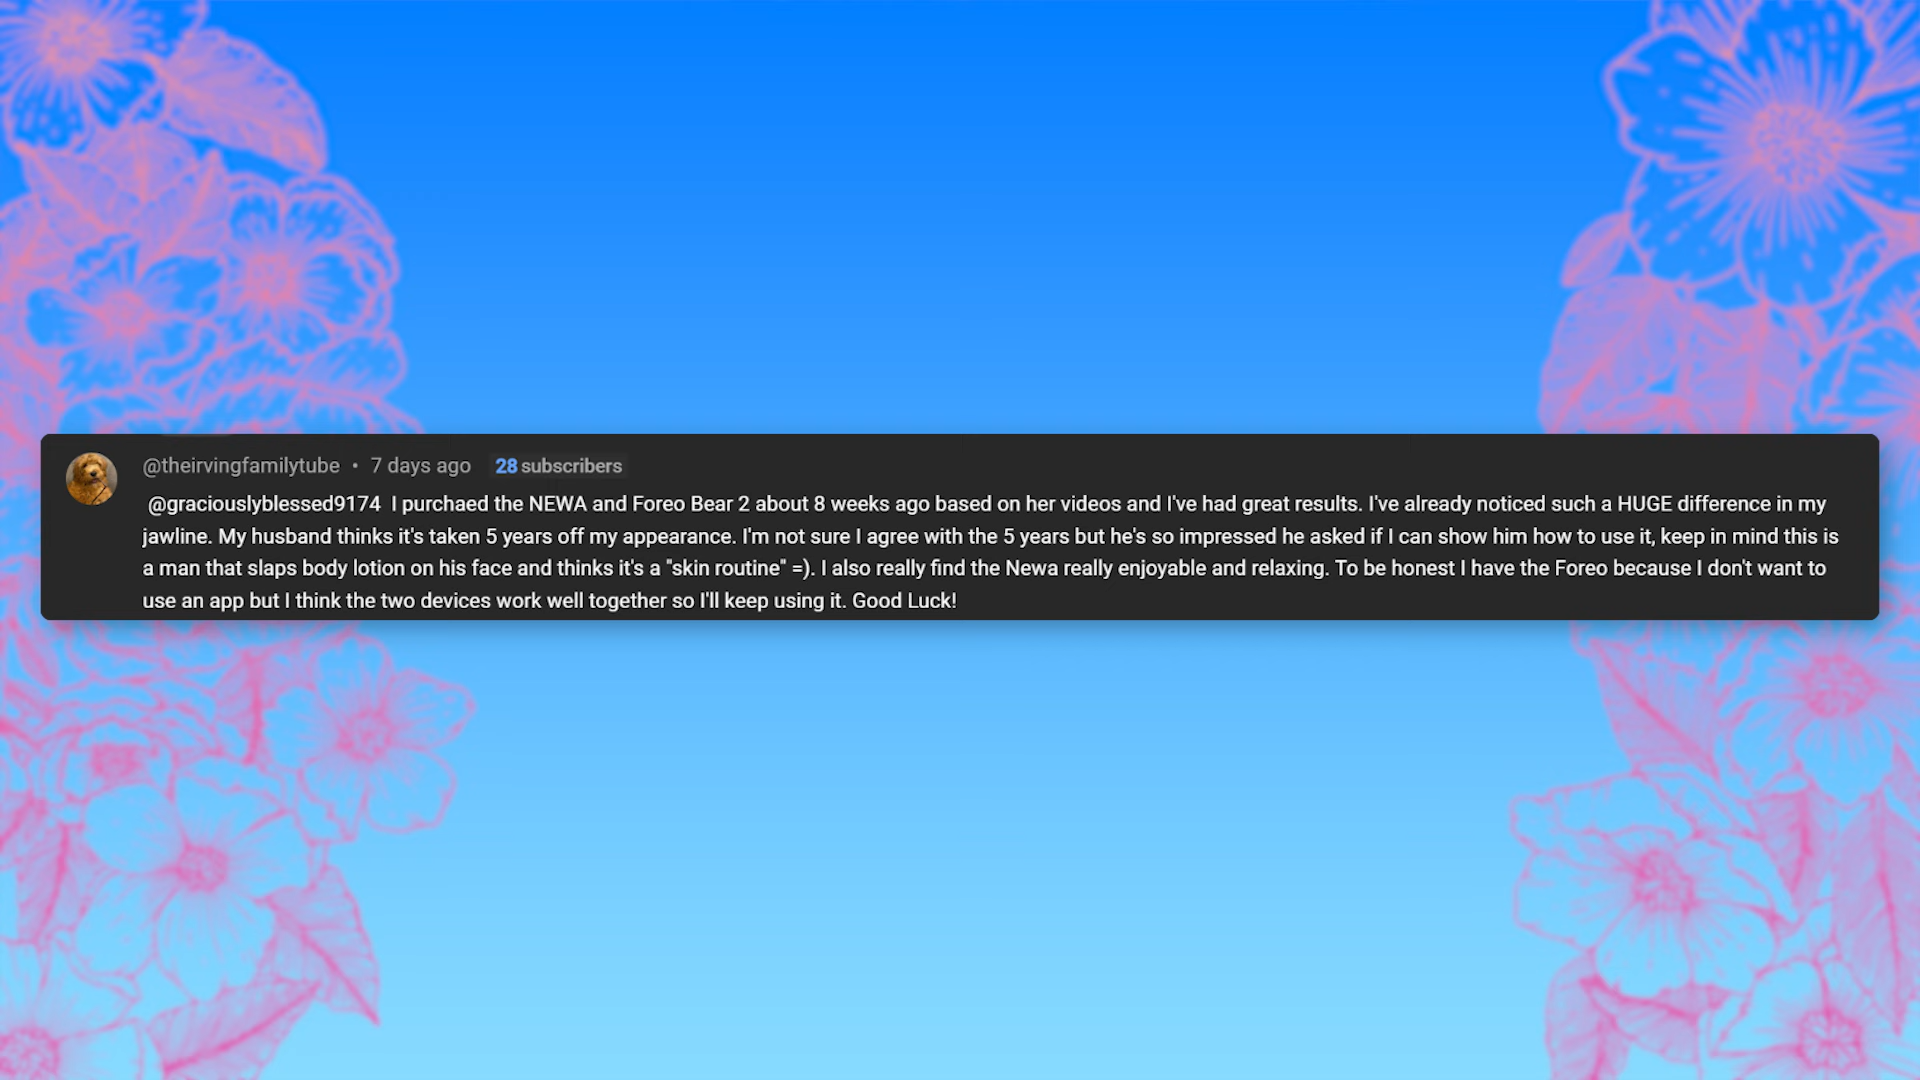 @theirvingfamilytube • 7 days ago 28 subscribers
@graciouslyblessed9174 I purchaed the NEWA and Foreo Bear 2 about 8 weeks ago based on her videos and I've had great results. I've already noticed such a HUGE difference in my
jawline. My husband thinks it's taken 5 years off my appearance. I'm not sure I agree with the 5 years but he's so impressed he asked if I can show him how to use it, keep in mind this is
a man that slaps body lotion on his face and thinks it's a "skin routine" =). I also really find the Newa really enjoyable and relaxing. To be honest I have the Foreo because I don't want to
use an app but I think the two devices work well together so I'll keep using it. Good Luck!